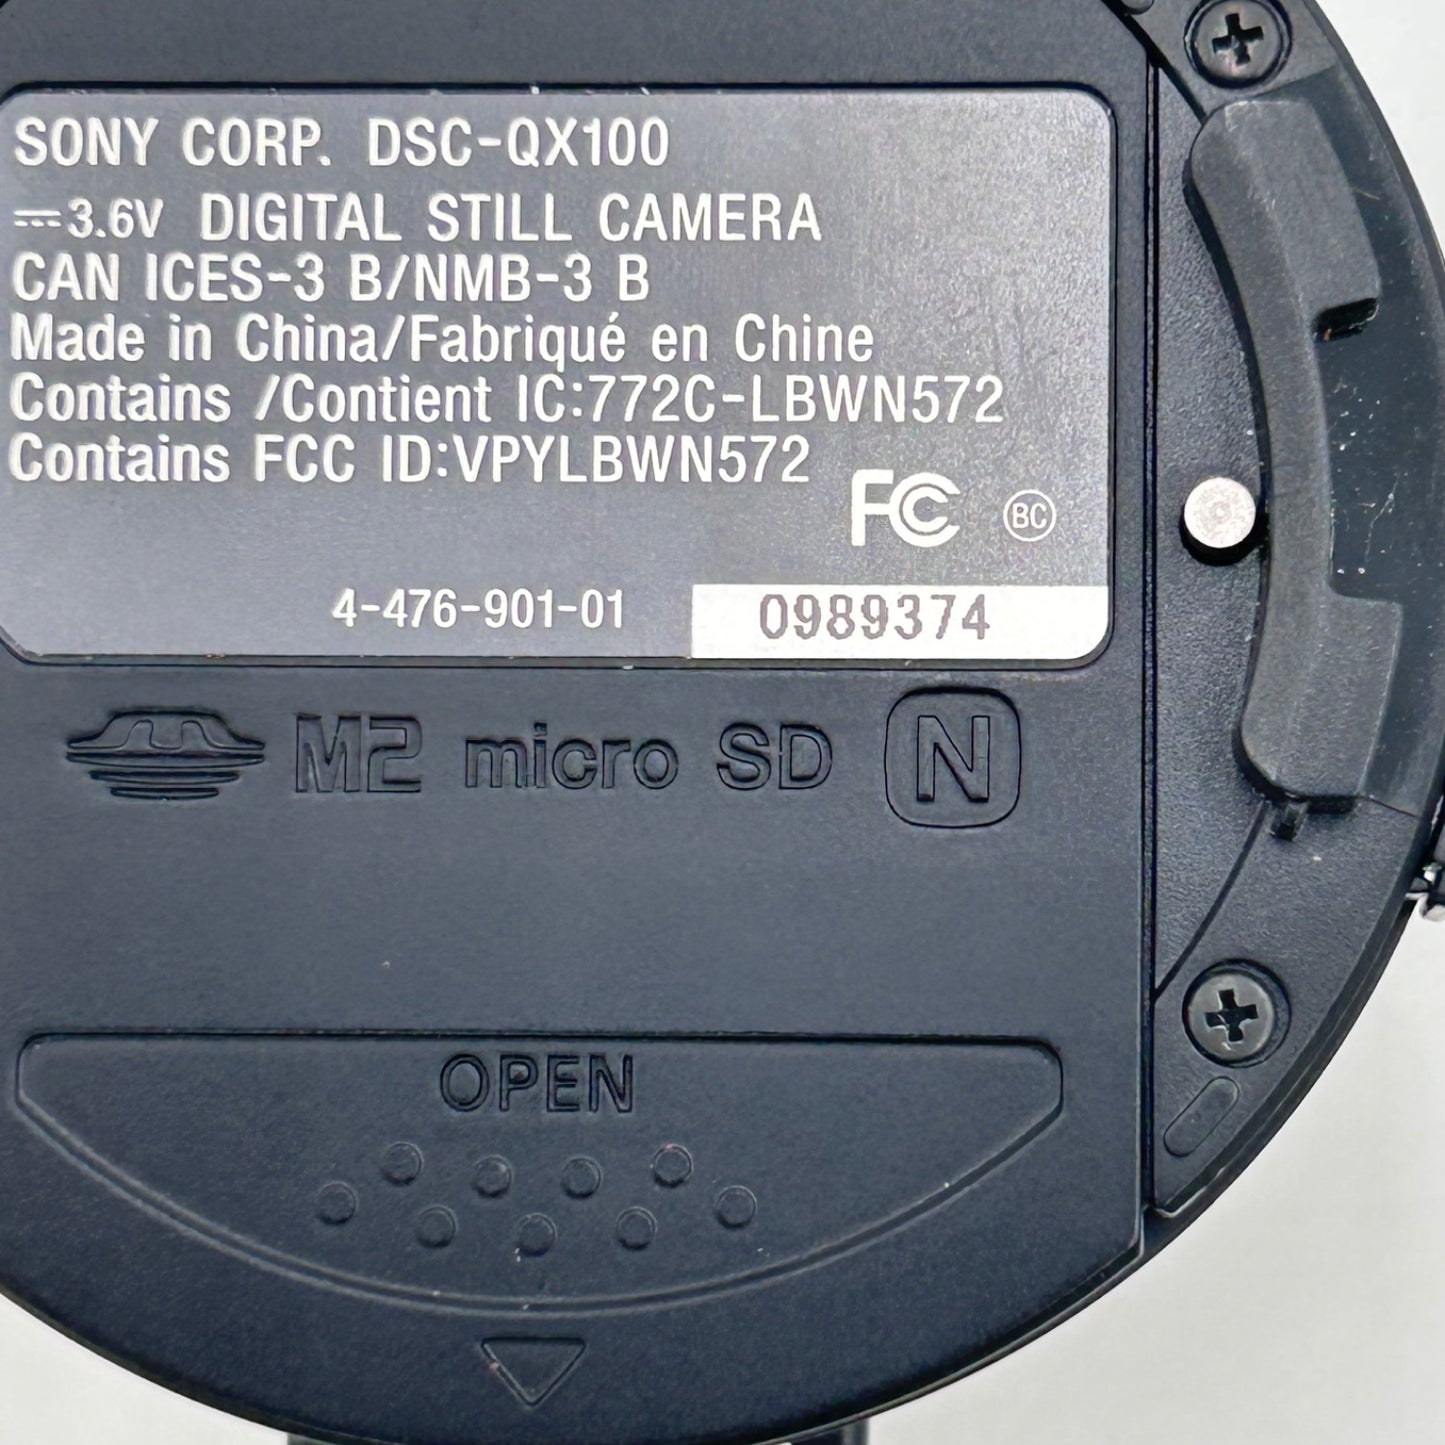 SONY CORP. DSC-QX100
⎓3.6V DIGITAL STILL CAMERA
CAN ICES-3 B/NMB-3 B
Made in China/Fabriqué en Chine
Contains /Contient IC:772C-LBWN572
Contains FCC ID:VPYLBWN572
FC BC
4-476-901-01 0989374
M2 micro SD N
OPEN